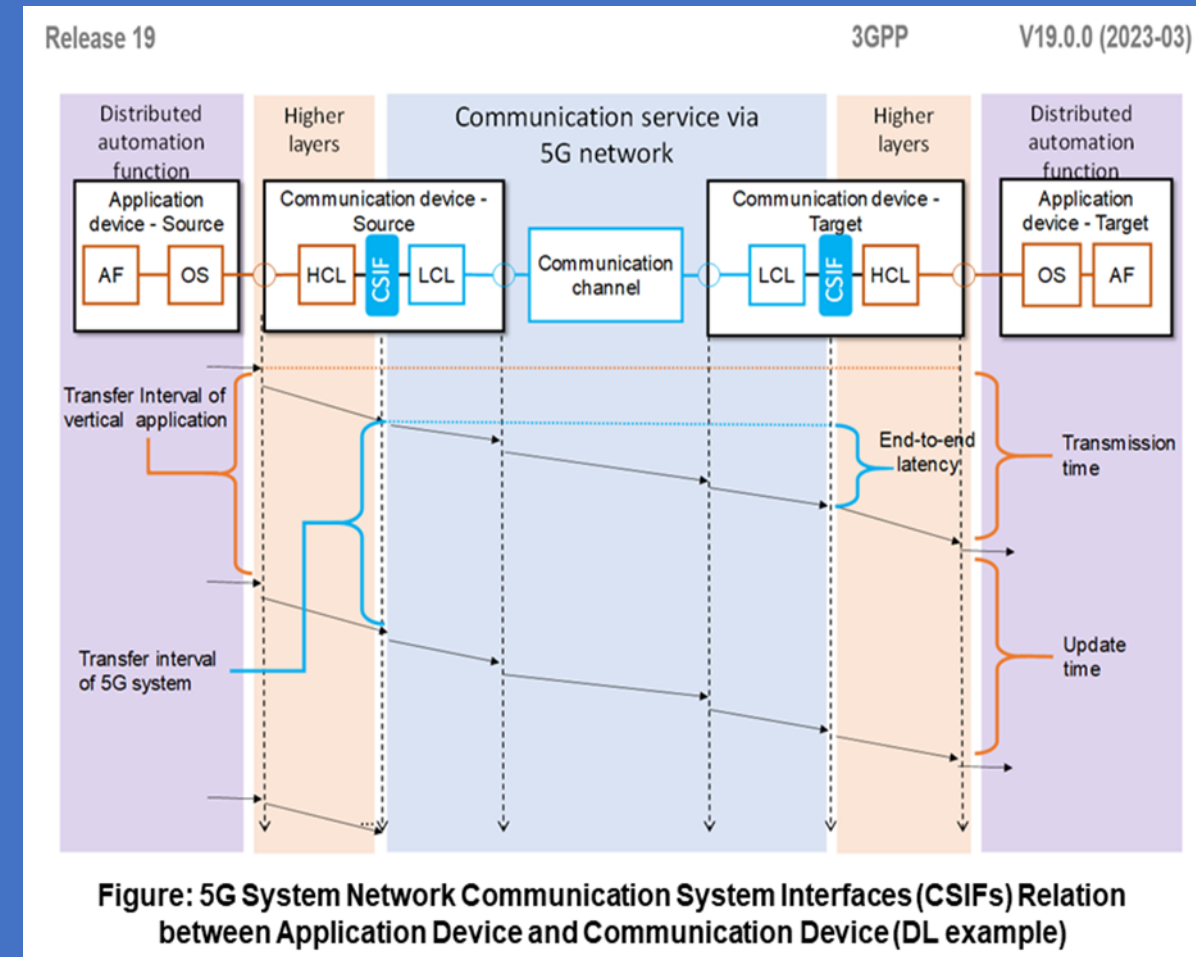 Release 19
3GPP
V19.0.0 (2023-03)
Distributed
automation
function
Higher
layers
Communication service via
5G network
Higher
layers
Distributed
automation
function
Application
device - Source
AF
OS
Communication device -
Source
HCL
CSIF
LCL
Communication
channel
Communication device -
Target
LCL
CSIF
HCL
Application
device - Target
OS
AF
Transfer Interval of
vertical application
End-to-end
latency
Transmission
time
Transfer interval
of 5G system
Update
time
...
Figure: 5G System Network Communication System Interfaces (CSIFs) Relation
between Application Device and Communication Device (DL example)